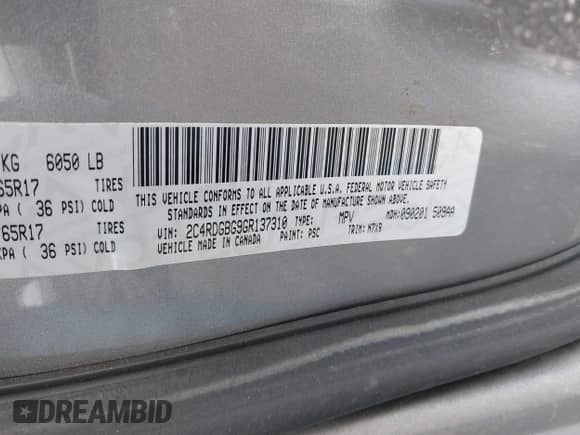 KG 6050 LB
65R17 TIRES
PA ( 36 PSI) COLD
65R17 TIRES
KPA ( 36 PSI) COLD
THIS VEHICLE CONFORMS TO ALL APPLICABLE U.S.A. FEDERAL MOTOR VEHICLE SAFETY
STANDARDS IN EFFECT ON THE DATE OF MANUFACTURE SHOWN ABOVE.
VIN: 2C4RDGBG9GR137310 TYPE: MPV MDH: 090201 509AA
VEHICLE MADE IN CANADA PAINT: PSC TRIM: M7X9
DREAMBID